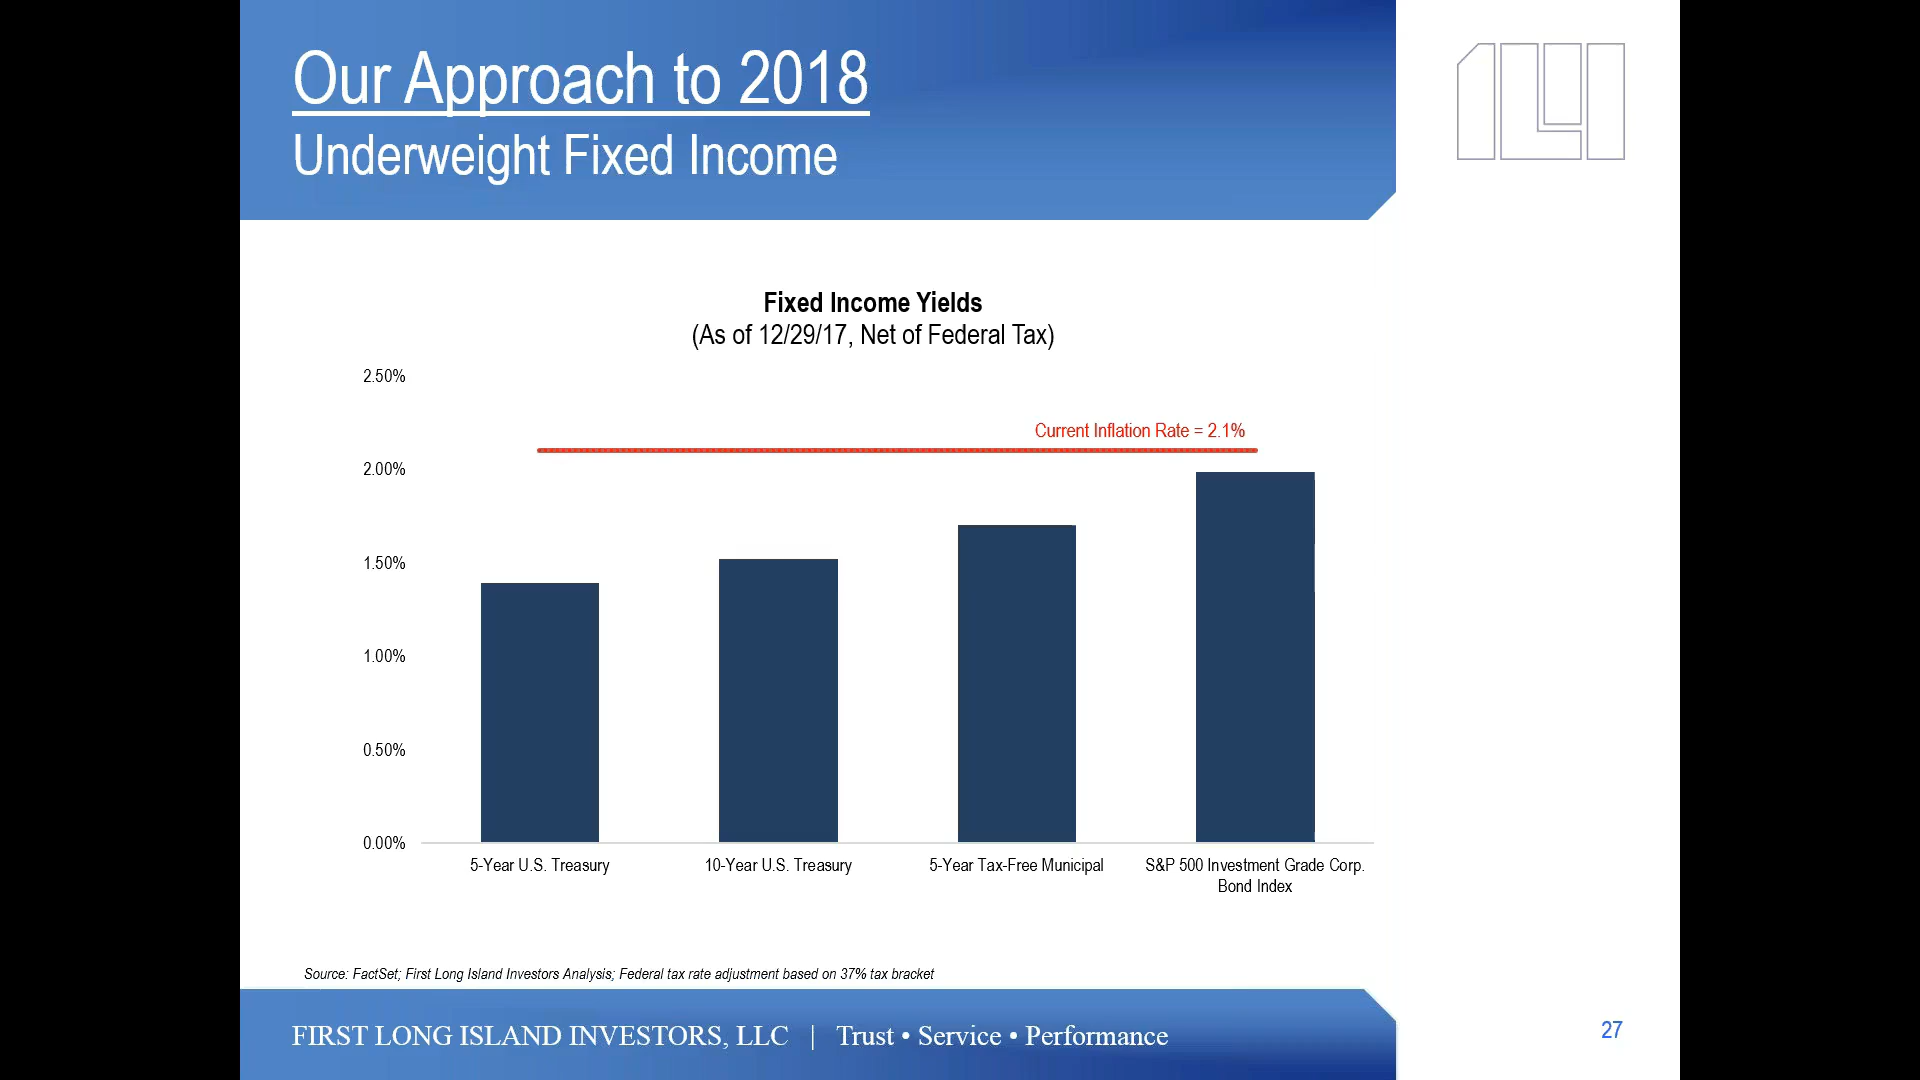 Our Approach to 2018
Underweight Fixed Income
Fixed Income Yields
(As of 12/29/17, Net of Federal Tax)
2.50%
Current Inflation Rate = 2.1%
2.00%
1.50%
1.00%
0.50%
0.00%
5-Year U.S. Treasury
10-Year U.S. Treasury
5-Year Tax-Free Municipal
S&P 500 Investment Grade Corp.
Bond Index
Source: FactSet; First Long Island Investors Analysis; Federal tax rate adjustment based on 37% tax bracket
FIRST LONG ISLAND INVESTORS, LLC | Trust • Service • Performance
27